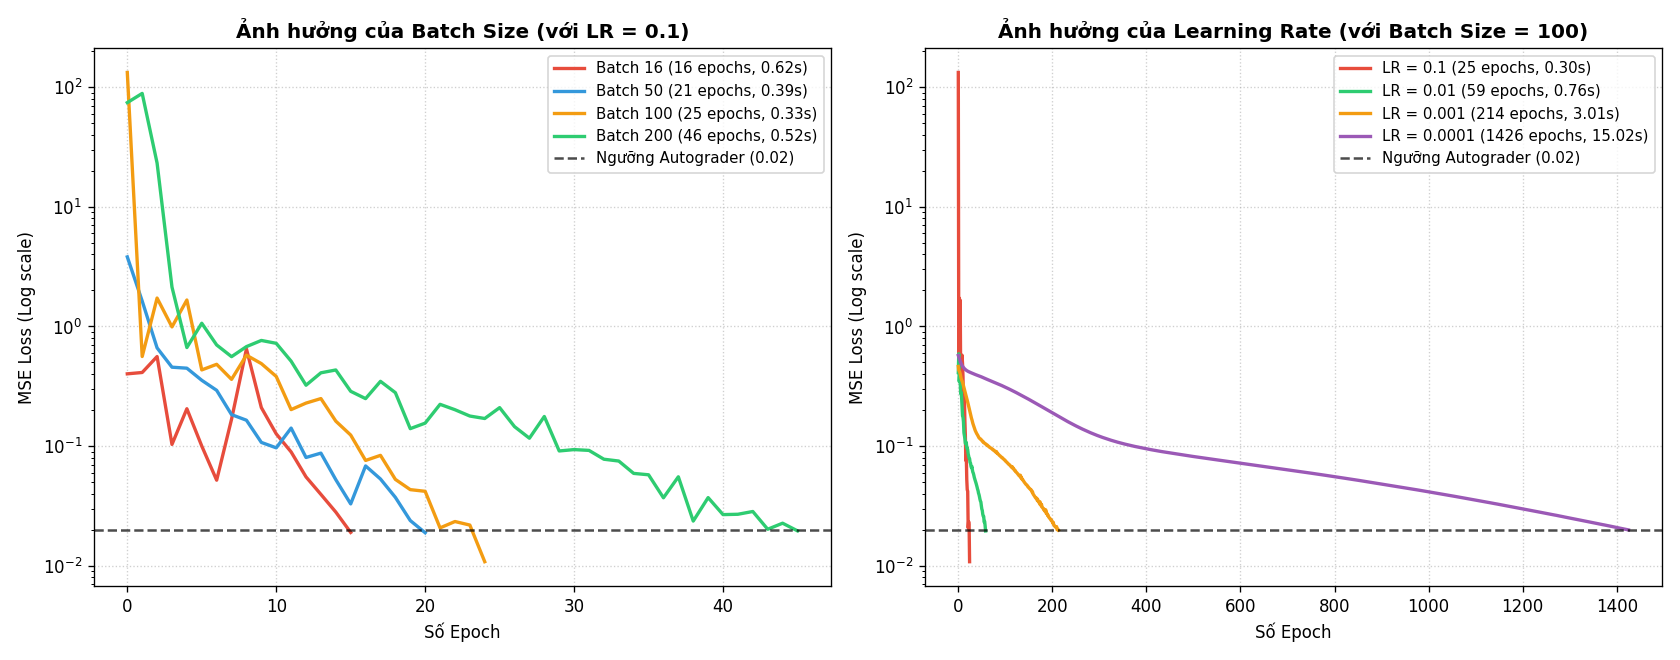 Ảnh hưởng của Batch Size (với LR = 0.1)
Batch 16 (16 epochs, 0.62s)
Batch 50 (21 epochs, 0.39s)
Batch 100 (25 epochs, 0.33s)
Batch 200 (46 epochs, 0.52s)
Ngưỡng Autograder (0.02)
MSE Loss (Log scale)
10²
10¹
10⁰
10⁻¹
10⁻²
0 10 20 30 40
Số Epoch
Ảnh hưởng của Learning Rate (với Batch Size = 100)
LR = 0.1 (25 epochs, 0.30s)
LR = 0.01 (59 epochs, 0.76s)
LR = 0.001 (214 epochs, 3.01s)
LR = 0.0001 (1426 epochs, 15.02s)
Ngưỡng Autograder (0.02)
MSE Loss (Log scale)
10²
10¹
10⁰
10⁻¹
10⁻²
0 200 400 600 800 1000 1200 1400
Số Epoch